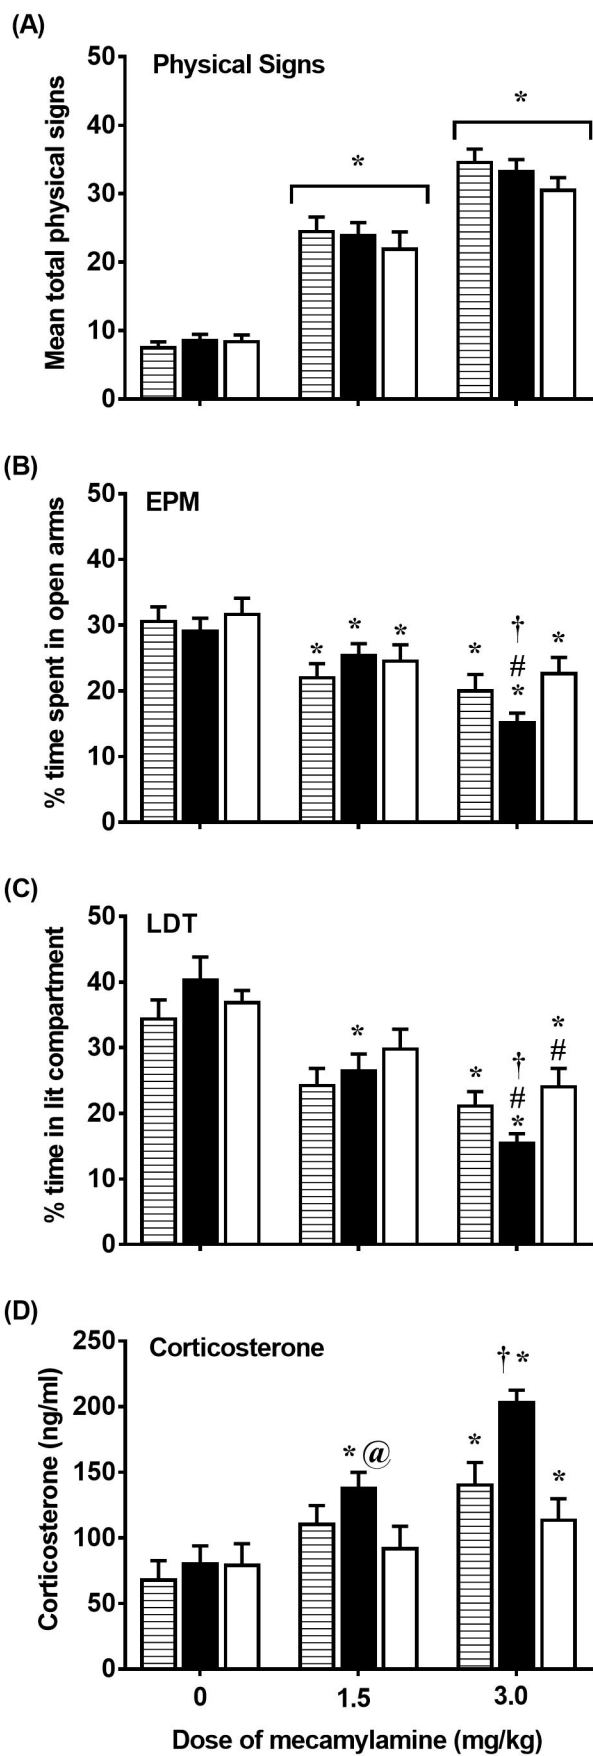 (A)
Physical Signs
Mean total physical signs
50
40
30
20
10
0
*
*
(B)
EPM
% time spent in open arms
50
40
30
20
10
0
* * *
* † # * *
(C)
LDT
% time in lit compartment
50
40
30
20
10
0
*
* † # * * #
(D)
Corticosterone
Corticosterone (ng/ml)
250
200
150
100
50
0
* @
* † * *
0 1.5 3.0
Dose of mecamylamine (mg/kg)